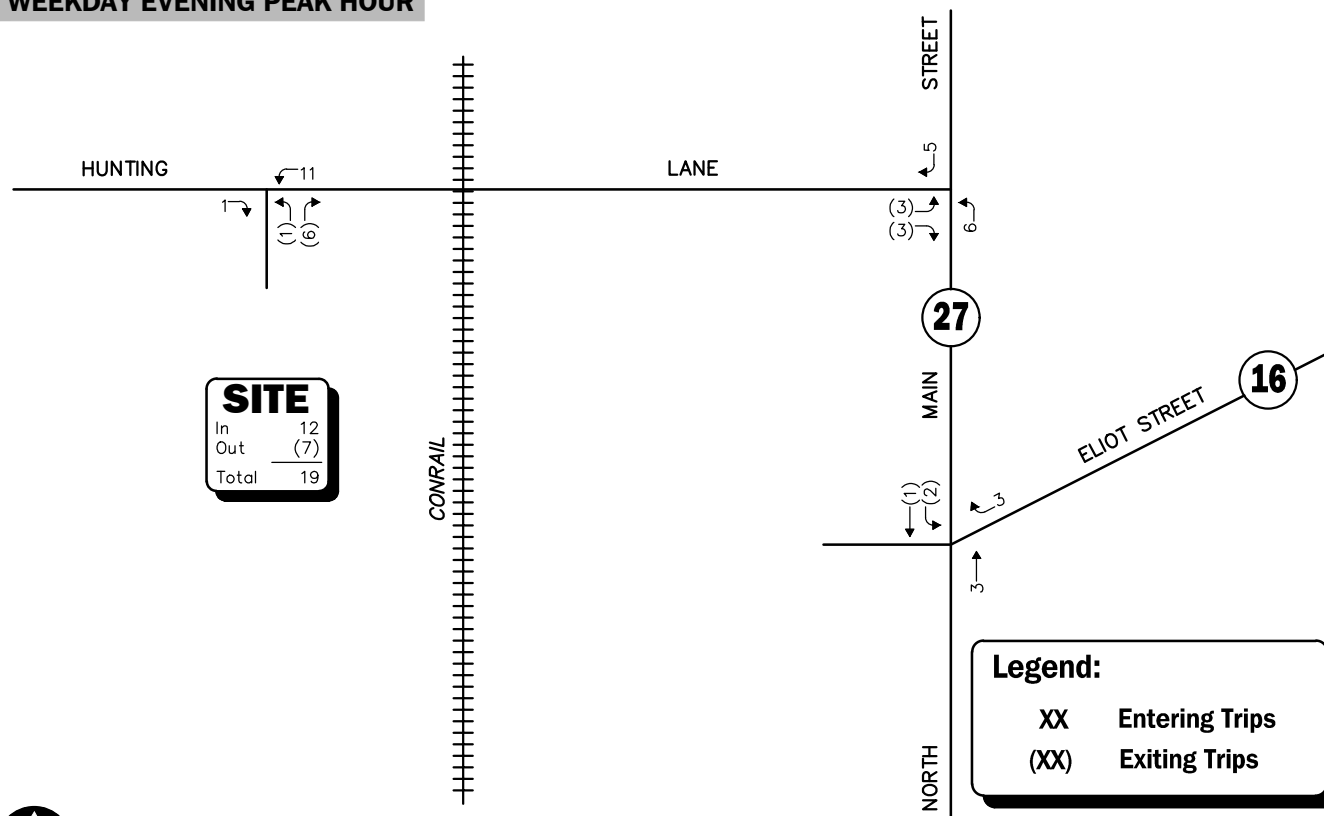 WEEKDAY EVENING PEAK HOUR
STREET
HUNTING
LANE
5
11
1
(1)
(6)
(3)
(3)
6
27
MAIN
16
ELIOT STREET
SITE
In 12
Out (7)
Total 19
CONRAIL
(1)
(2)
3
3
Legend:
XX Entering Trips
(XX) Exiting Trips
NORTH